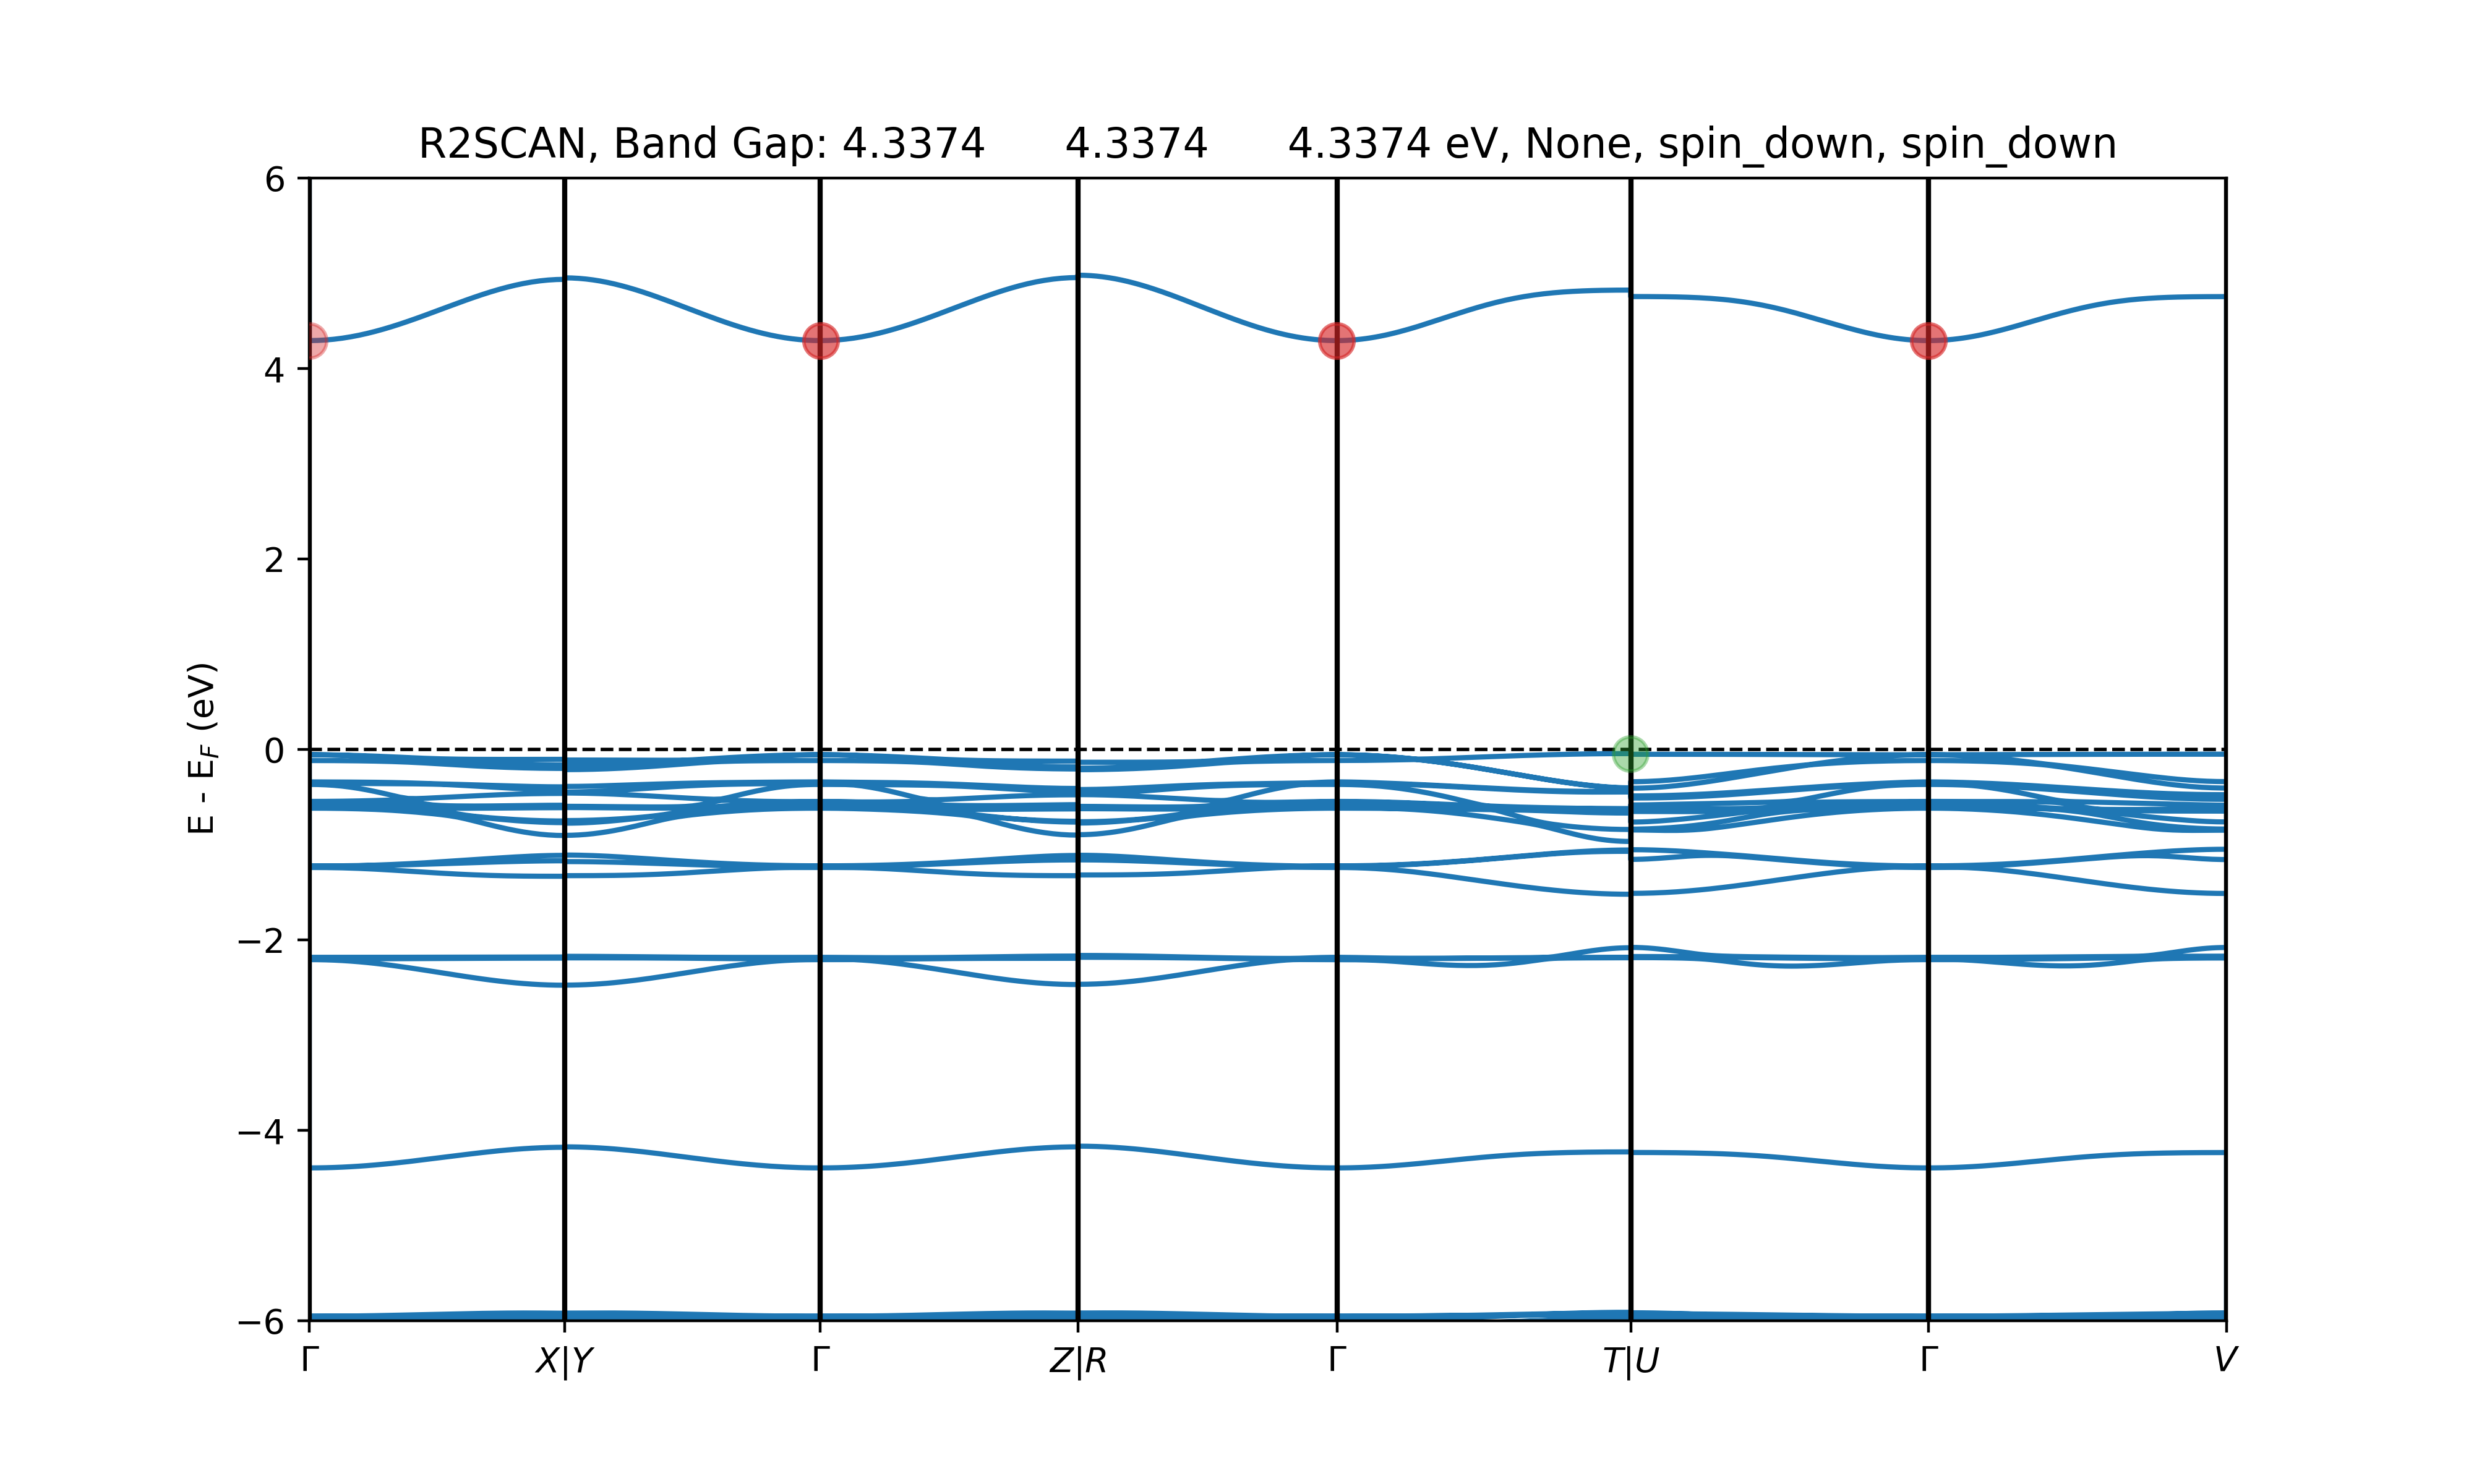 R2SCAN, Band Gap: 4.3374 4.3374 4.3374 eV, None, spin_down, spin_down
6
4
2
0
−2
−4
−6
E - E_F (eV)
Γ X|Y Γ Z|R Γ T|U Γ V